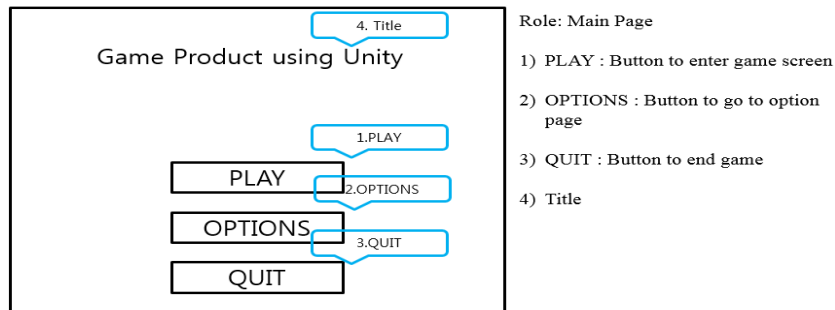 4. Title
Game Product using Unity
1.PLAY
PLAY
2.OPTIONS
OPTIONS
3.QUIT
QUIT
Role: Main Page
1) PLAY : Button to enter game screen
2) OPTIONS : Button to go to option
page
3) QUIT : Button to end game
4) Title